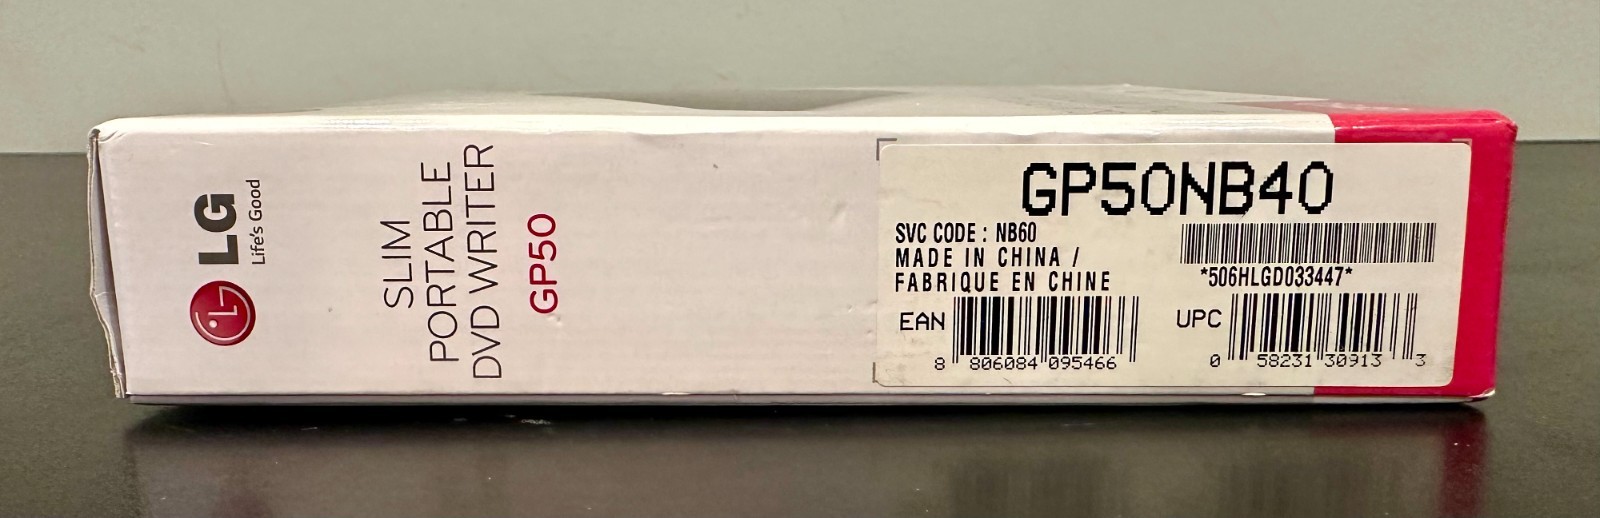 LG
Life's Good
SLIM
PORTABLE
DVD WRITER
GP50
GP50NB40
SVC CODE : NB60
MADE IN CHINA /
FABRIQUE EN CHINE
*506HLGD033447*
EAN
8 806084 095466
UPC
0 58231 30913 3